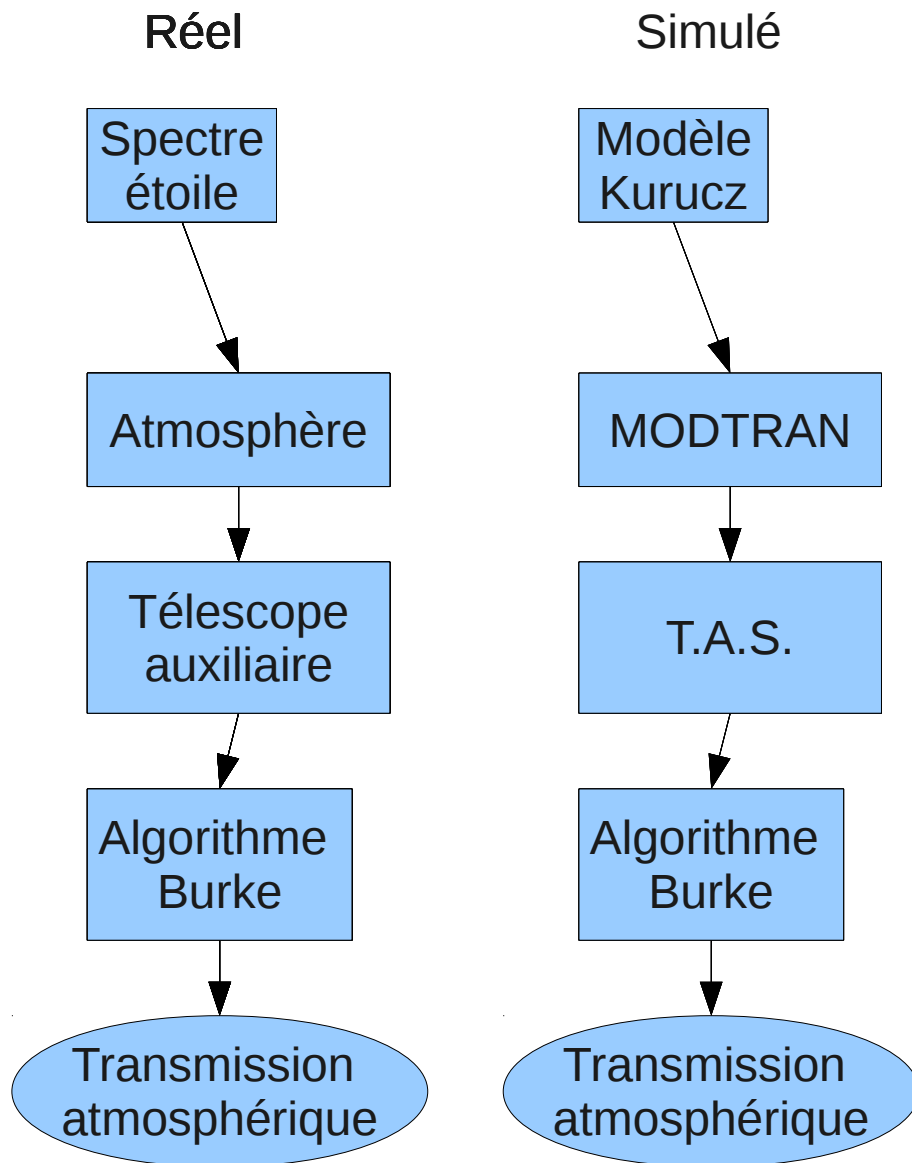 Réel
Spectre
étoile
Atmosphère
Télescope
auxiliaire
Algorithme
Burke
Transmission
atmosphérique
Simulé
Modèle
Kurucz
MODTRAN
T.A.S.
Algorithme
Burke
Transmission
atmosphérique